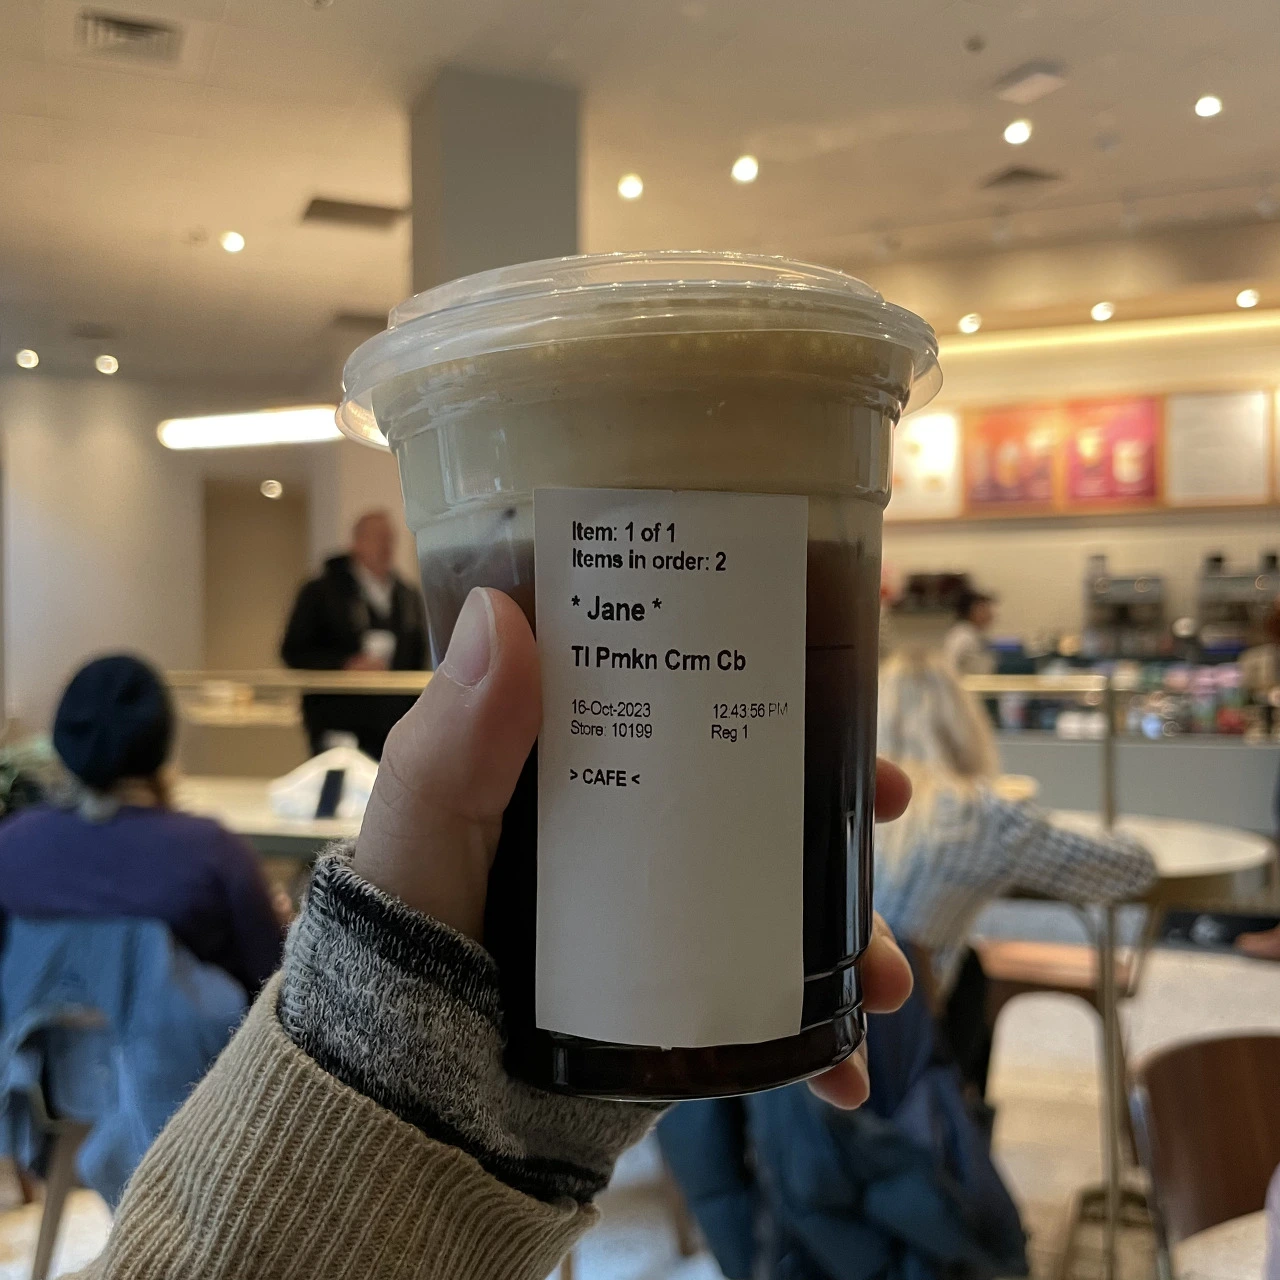 Item: 1 of 1
Items in order: 2
* Jane *
Tl Pmkn Crm Cb
16-Oct-2023 12:43:56 PM
Store: 10199 Reg 1
> CAFE <